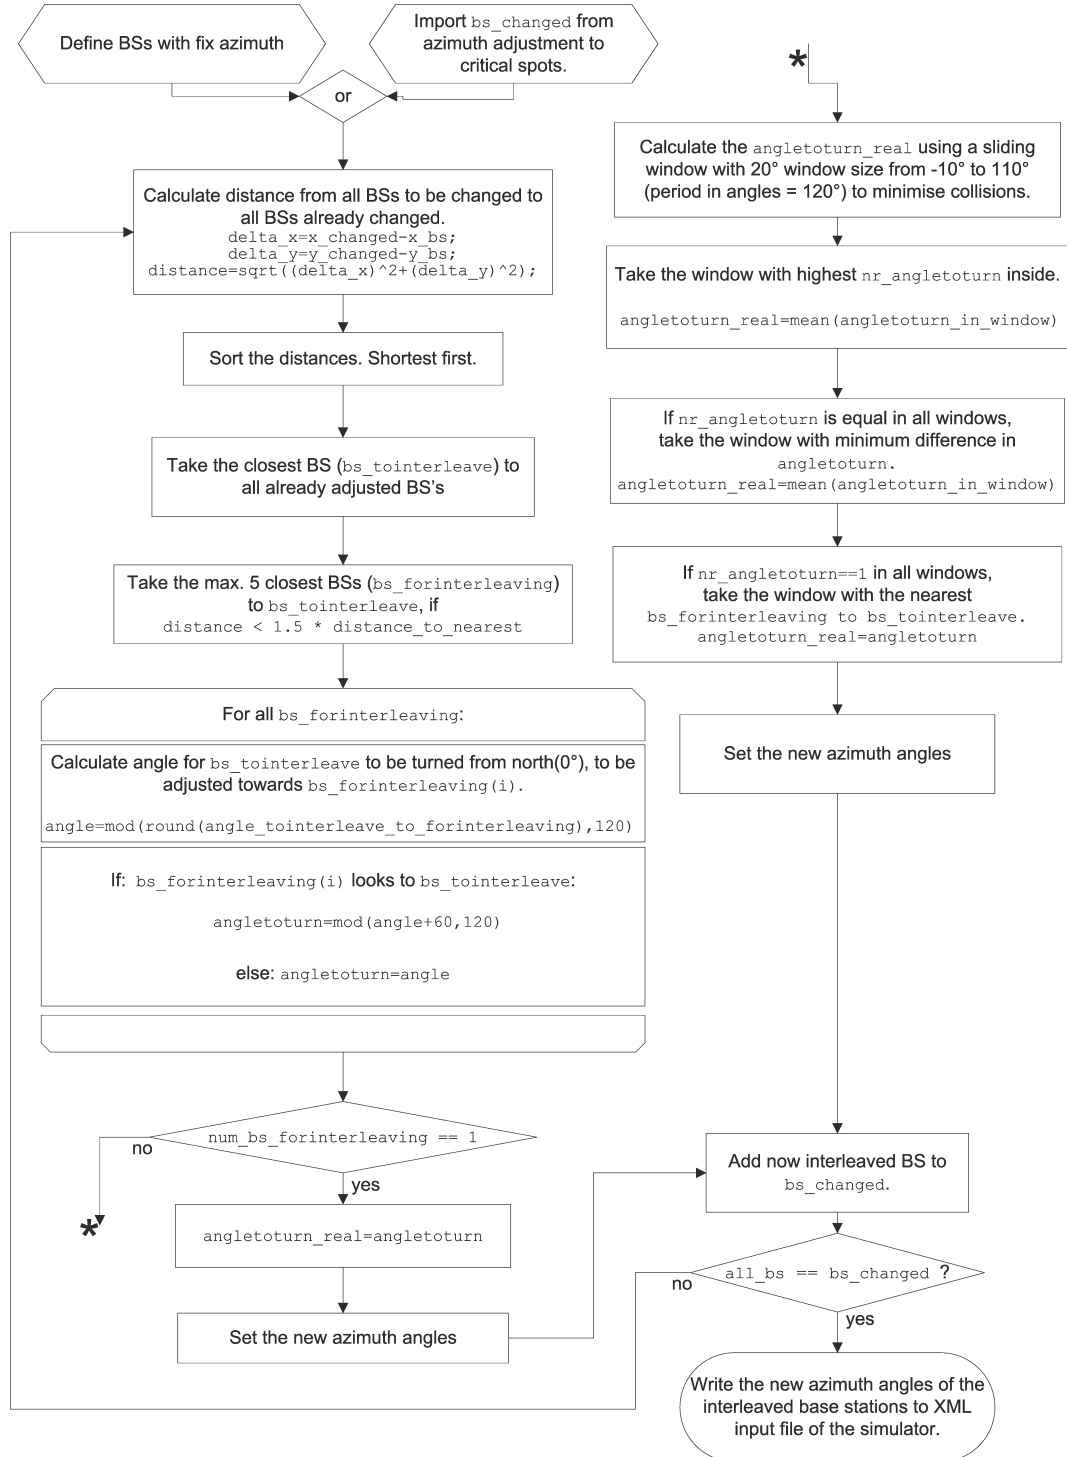 Define BSs with fix azimuth
Import bs_changed from
azimuth adjustment to
critical spots.
or
Calculate distance from all BSs to be changed to
all BSs already changed.
delta_x=x_changed-x_bs;
delta_y=y_changed-y_bs;
distance=sqrt((delta_x)^2+(delta_y)^2);
Sort the distances. Shortest first.
Take the closest BS (bs_tointerleave) to
all already adjusted BS's
Take the max. 5 closest BSs (bs_forinterleaving)
to bs_tointerleave, if
distance < 1.5 * distance_to_nearest
For all bs_forinterleaving:
Calculate angle for bs_tointerleave to be turned from north(0°), to be
adjusted towards bs_forinterleaving(i).
angle=mod(round(angle_tointerleave_to_forinterleaving),120)
If: bs_forinterleaving(i) looks to bs_tointerleave:
angletoturn=mod(angle+60,120)
else: angletoturn=angle
num_bs_forinterleaving == 1
no
yes
*
angletoturn_real=angletoturn
Set the new azimuth angles
*
Calculate the angletoturn_real using a sliding
window with 20° window size from -10° to 110°
(period in angles = 120°) to minimise collisions.
Take the window with highest nr_angletoturn inside.
angletoturn_real=mean(angletoturn_in_window)
If nr_angletoturn is equal in all windows,
take the window with minimum difference in
angletoturn.
angletoturn_real=mean(angletoturn_in_window)
If nr_angletoturn==1 in all windows,
take the window with the nearest
bs_forinterleaving to bs_tointerleave.
angletoturn_real=angletoturn
Set the new azimuth angles
Add now interleaved BS to
bs_changed.
all_bs == bs_changed ?
no
yes
Write the new azimuth angles of the
interleaved base stations to XML
input file of the simulator.